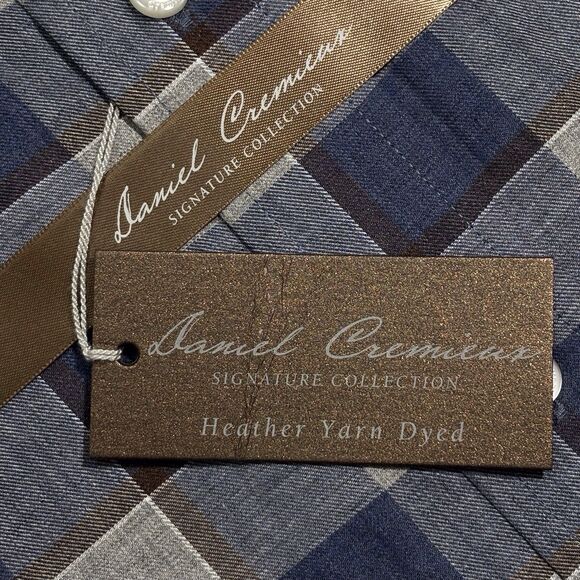 Daniel Cremieux
SIGNATURE COLLECTION
Daniel Cremieux
SIGNATURE COLLECTION
Heather Yarn Dyed